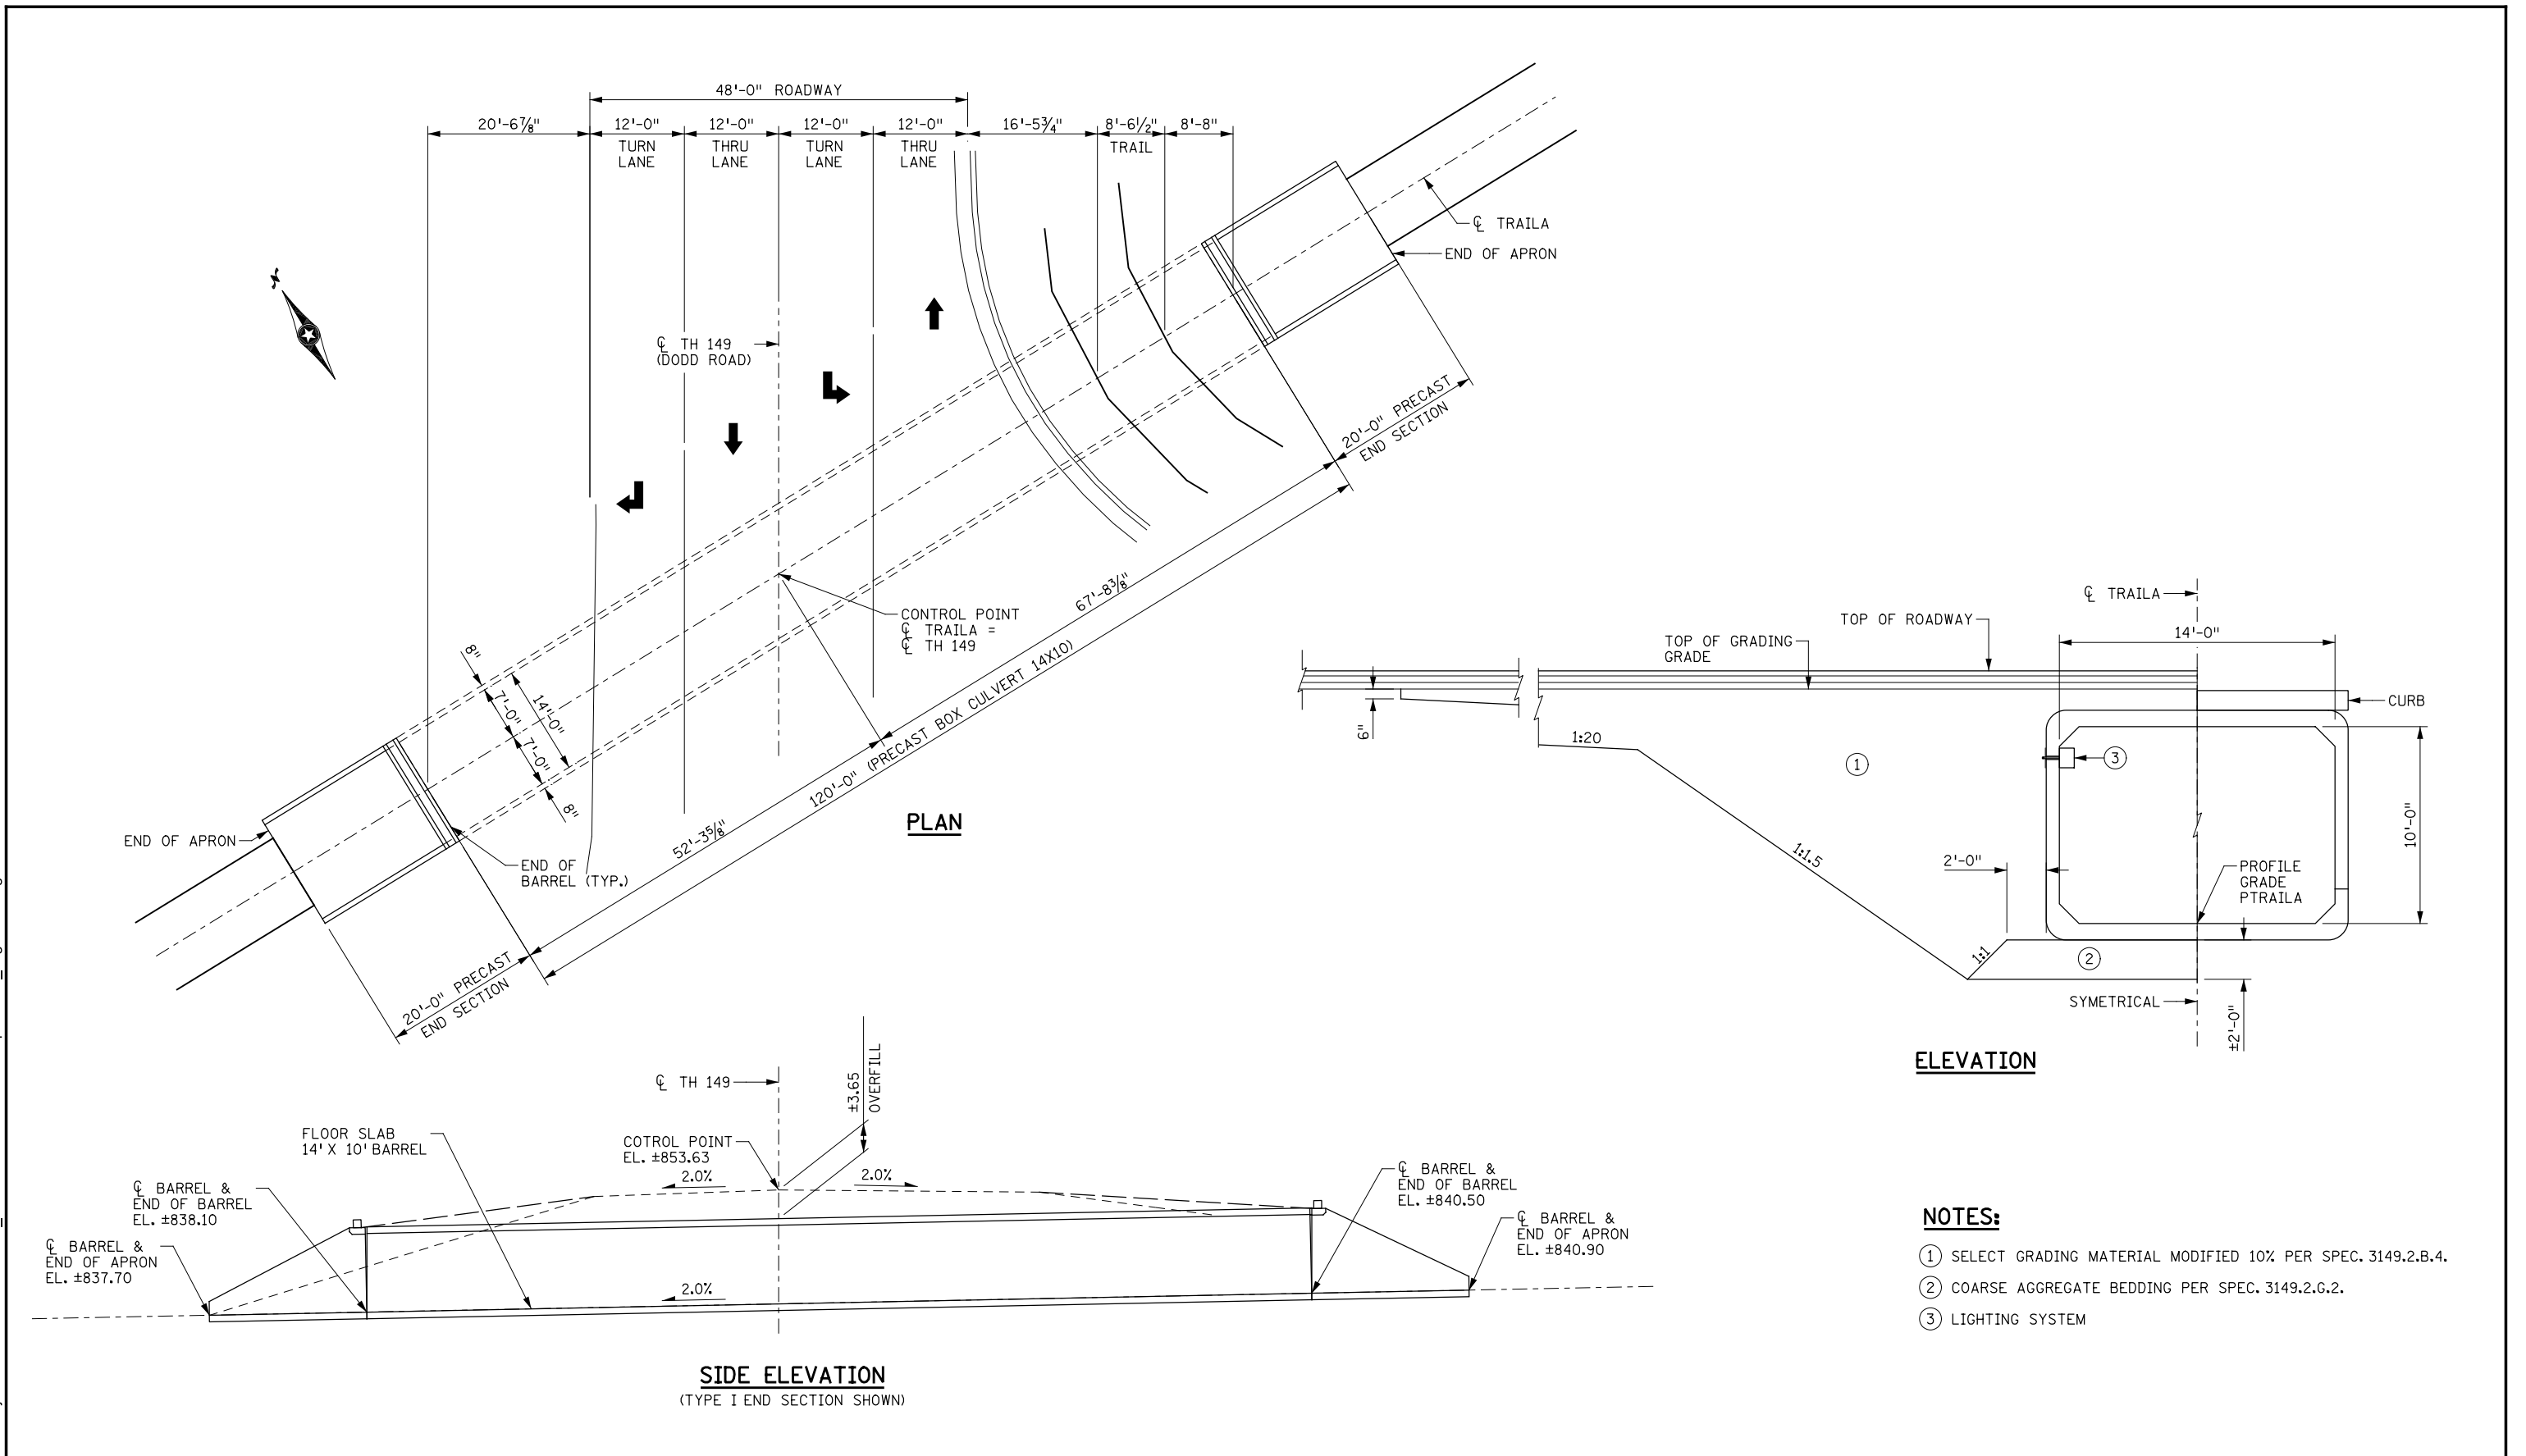 48'-0" ROADWAY
20'-6⅞"
12'-0"
12'-0"
12'-0"
12'-0"
16'-5¾"
8'-6½"
8'-8"
TURN
LANE
THRU
LANE
TURN
LANE
THRU
LANE
TRAIL
℄ TRAILA
END OF APRON
℄ TH 149
(DODD ROAD)
20'-0" PRECAST
END SECTION
CONTROL POINT
℄ TRAILA =
℄ TH 149
67'-8⅜"
120'-0" (PRECAST BOX CULVERT 14X10)
52'-3⅝"
8"
7'-0"
14'-0"
7'-0"
8"
END OF APRON
END OF
BARREL (TYP.)
20'-0" PRECAST
END SECTION
PLAN
℄ TRAILA
TOP OF ROADWAY
14'-0"
TOP OF GRADING
GRADE
CURB
6"
1:20
1
3
10'-0"
1:1.5
2'-0"
PROFILE
GRADE
PTRAILA
1:1
2
SYMETRICAL
±2'-0"
ELEVATION
℄ TH 149
±3.65
OVERFILL
FLOOR SLAB
14' X 10' BARREL
COTROL POINT
EL. ±853.63
2.0%
2.0%
℄ BARREL &
END OF BARREL
EL. ±838.10
℄ BARREL &
END OF BARREL
EL. ±840.50
℄ BARREL &
END OF APRON
EL. ±837.70
℄ BARREL &
END OF APRON
EL. ±840.90
2.0%
SIDE ELEVATION
(TYPE I END SECTION SHOWN)
NOTES:
1 SELECT GRADING MATERIAL MODIFIED 10% PER SPEC. 3149.2.B.4.
2 COARSE AGGREGATE BEDDING PER SPEC. 3149.2.G.2.
3 LIGHTING SYSTEM